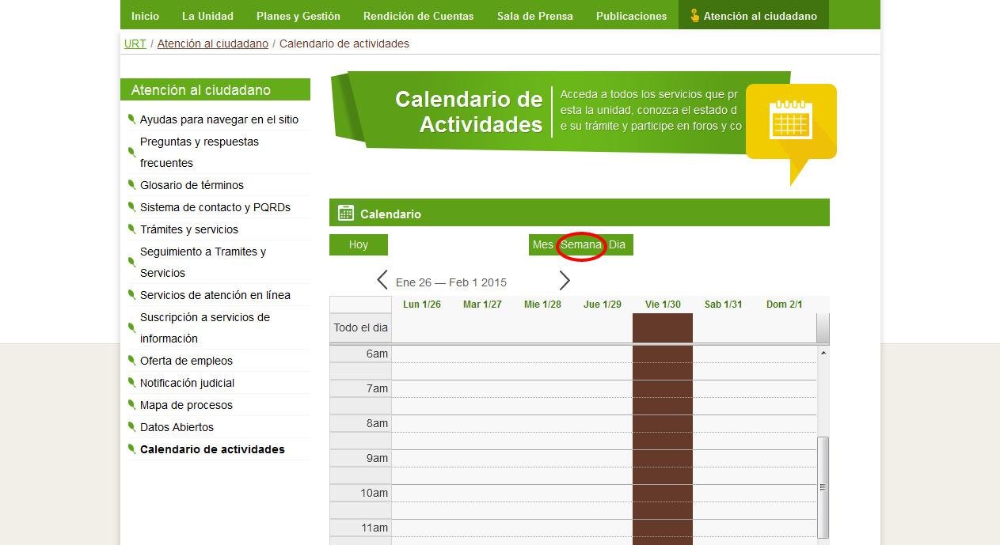 Inicio La Unidad Planes y Gestión Rendición de Cuentas Sala de Prensa Publicaciones Atención al ciudadano
URT / Atención al ciudadano / Calendario de actividades
Atención al ciudadano
Ayudas para navegar en el sitio
Preguntas y respuestas
frecuentes
Glosario de términos
Sistema de contacto y PQRDs
Trámites y servicios
Seguimiento a Tramites y
Servicios
Servicios de atención en línea
Suscripción a servicios de
información
Oferta de empleos
Notificación judicial
Mapa de procesos
Datos Abiertos
Calendario de actividades
Calendario de
Actividades
Acceda a todos los servicios que pr
esta la unidad, conozca el estado d
e su trámite y participe en foros y co
Calendario
Hoy Mes Semana Dia
Ene 26 — Feb 1 2015
Lun 1/26 Mar 1/27 Mie 1/28 Jue 1/29 Vie 1/30 Sab 1/31 Dom 2/1
Todo el dia
6am
7am
8am
9am
10am
11am